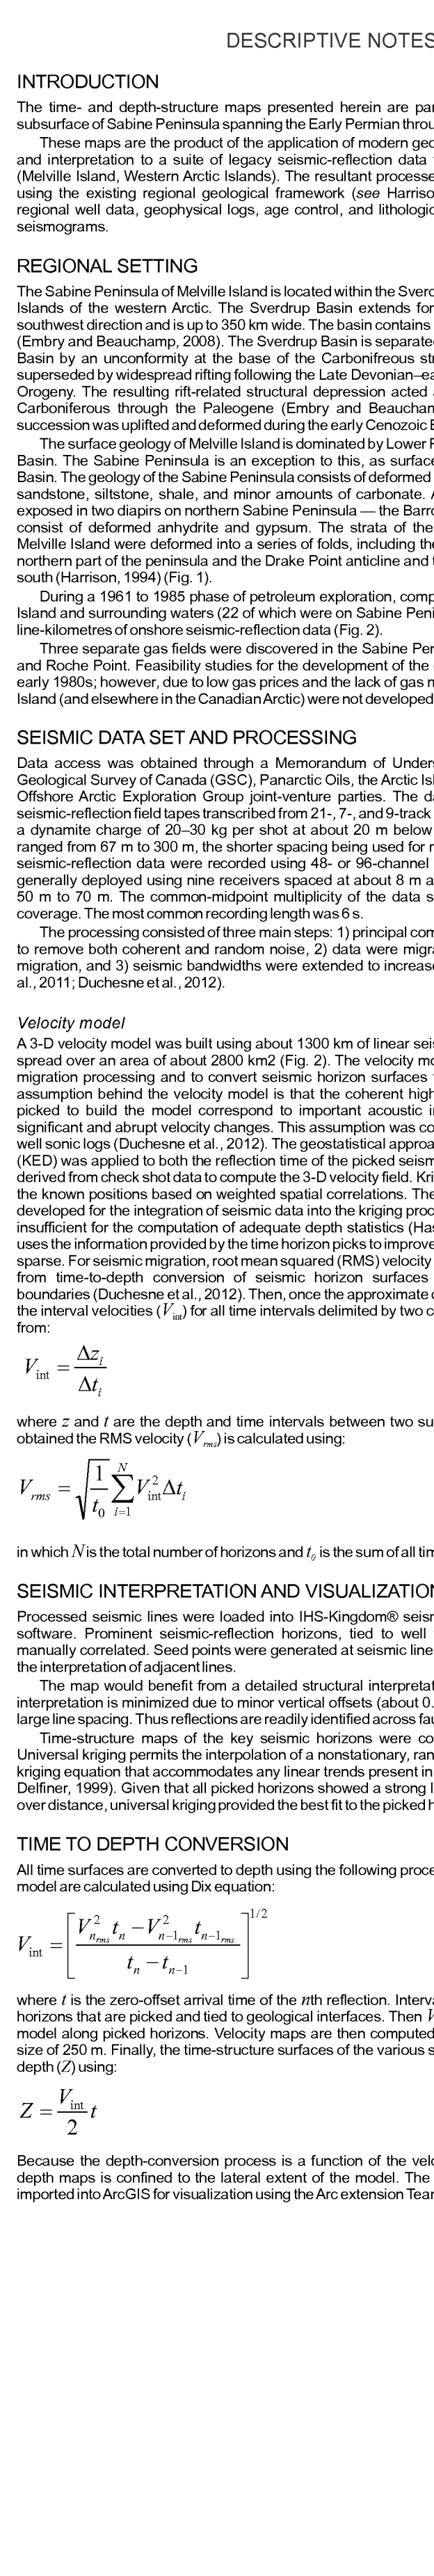 DESCRIPTIVE NOTES
INTRODUCTION
The time- and depth-structure maps presented herein are par
subsurface of Sabine Peninsula spanning the Early Permian throu
These maps are the product of the application of modern geo
and interpretation to a suite of legacy seismic-reflection data
(Melville Island, Western Arctic Islands). The resultant processe
using the existing regional geological framework (see Harriso
regional well data, geophysical logs, age control, and lithologic
seismograms.
REGIONAL SETTING
The Sabine Peninsula of Melville Island is located within the Sverd
Islands of the western Arctic. The Sverdrup Basin extends for
southwest direction and is up to 350 km wide. The basin contains
(Embry and Beauchamp, 2008). The Sverdrup Basin is separate
Basin by an unconformity at the base of the Carbonifreous str
superseded by widespread rifting following the Late Devonian–ea
Orogeny. The resulting rift-related structural depression acted
Carboniferous through the Paleogene (Embry and Beaucham
succession was uplifted and deformed during the early Cenozoic E
The surface geology of Melville Island is dominated by Lower P
Basin. The Sabine Peninsula is an exception to this, as surface
Basin. The geology of the Sabine Peninsula consists of deformed
sandstone, siltstone, shale, and minor amounts of carbonate. A
exposed in two diapirs on northern Sabine Peninsula — the Barro
consist of deformed anhydrite and gypsum. The strata of the
Melville Island were deformed into a series of folds, including the
northern part of the peninsula and the Drake Point anticline and t
south (Harrison, 1994) (Fig. 1).
During a 1961 to 1985 phase of petroleum exploration, comp
Island and surrounding waters (22 of which were on Sabine Peni
line-kilometres of onshore seismic-reflection data (Fig. 2).
Three separate gas fields were discovered in the Sabine Pen
and Roche Point. Feasibility studies for the development of the
early 1980s; however, due to low gas prices and the lack of gas m
Island (and elsewhere in the Canadian Arctic) were not developed
SEISMIC DATA SET AND PROCESSING
Data access was obtained through a Memorandum of Unders
Geological Survey of Canada (GSC), Panarctic Oils, the Arctic Isl
Offshore Arctic Exploration Group joint-venture parties. The da
seismic-reflection field tapes transcribed from 21-, 7-, and 9-track
a dynamite charge of 20–30 kg per shot at about 20 m below
ranged from 67 m to 300 m, the shorter spacing being used for m
seismic-reflection data were recorded using 48- or 96-channel
generally deployed using nine receivers spaced at about 8 m a
50 m to 70 m. The common-midpoint multiplicity of the data s
coverage. The most common recording length was 6 s.
The processing consisted of three main steps: 1) principal com
to remove both coherent and random noise, 2) data were migra
migration, and 3) seismic bandwidths were extended to increase
al., 2011; Duchesne et al., 2012).
Velocity model
A 3-D velocity model was built using about 1300 km of linear seis
spread over an area of about 2800 km2 (Fig. 2). The velocity mo
migration processing and to convert seismic horizon surfaces
assumption behind the velocity model is that the coherent high
picked to build the model correspond to important acoustic i
significant and abrupt velocity changes. This assumption was co
well sonic logs (Duchesne et al., 2012). The geostatistical approa
(KED) was applied to both the reflection time of the picked seism
derived from check shot data to compute the 3-D velocity field. Kri
the known positions based on weighted spatial correlations. The
developed for the integration of seismic data into the kriging proc
insufficient for the computation of adequate depth statistics (Has
uses the information provided by the time horizon picks to improve
sparse. For seismic migration, root mean squared (RMS) velocity
from time-to-depth conversion of seismic horizon surfaces
boundaries (Duchesne et al., 2012). Then, once the approximate d
the interval velocities (V_int) for all time intervals delimited by two c
from:
V_int = Δz_i / Δt_i
where z and t are the depth and time intervals between two su
obtained the RMS velocity (V_rms) is calculated using:
V_rms = √(1/t_0 ∑_{i=1}^{N} V_int^2 Δt_i)
in which N is the total number of horizons and t_0 is the sum of all tim
SEISMIC INTERPRETATION AND VISUALIZATION
Processed seismic lines were loaded into IHS-Kingdom® seisn
software. Prominent seismic-reflection horizons, tied to well
manually correlated. Seed points were generated at seismic line
the interpretation of adjacent lines.
The map would benefit from a detailed structural interpretat
interpretation is minimized due to minor vertical offsets (about 0.
large line spacing. Thus reflections are readily identified across fau
Time-structure maps of the key seismic horizons were co
Universal kriging permits the interpolation of a nonstationary, ran
kriging equation that accommodates any linear trends present in
Delfiner, 1999). Given that all picked horizons showed a strong l
over distance, universal kriging provided the best fit to the picked h
TIME TO DEPTH CONVERSION
All time surfaces are converted to depth using the following proce
model are calculated using Dix equation:
V_int = [(V^2_{n_rms} t_n − V^2_{n−1_rms} t_{n−1_rms}) / (t_n − t_{n−1})]^{1/2}
where t is the zero-offset arrival time of the nth reflection. Interva
horizons that are picked and tied to geological interfaces. Then V
model along picked horizons. Velocity maps are then computed
size of 250 m. Finally, the time-structure surfaces of the various s
depth (Z) using:
Z = V_int/2 t
Because the depth-conversion process is a function of the velo
depth maps is confined to the lateral extent of the model. The
imported into ArcGIS for visualization using the Arc extension Tear